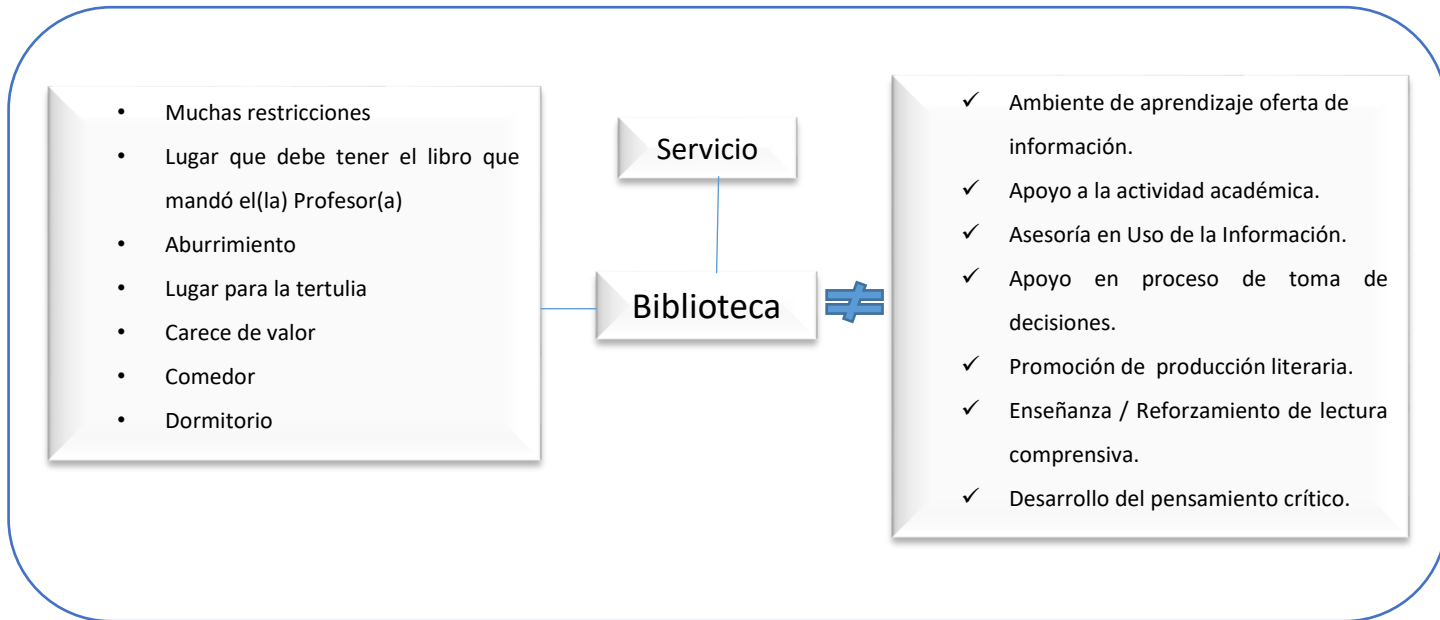 • Muchas restricciones
• Lugar que debe tener el libro que
mandó el(la) Profesor(a)
• Aburrimiento
• Lugar para la tertulia
• Carece de valor
• Comedor
• Dormitorio
Servicio
Biblioteca
≠
✓ Ambiente de aprendizaje oferta de
información.
✓ Apoyo a la actividad académica.
✓ Asesoría en Uso de la Información.
✓ Apoyo en proceso de toma de
decisiones.
✓ Promoción de producción literaria.
✓ Enseñanza / Reforzamiento de lectura
comprensiva.
✓ Desarrollo del pensamiento crítico.